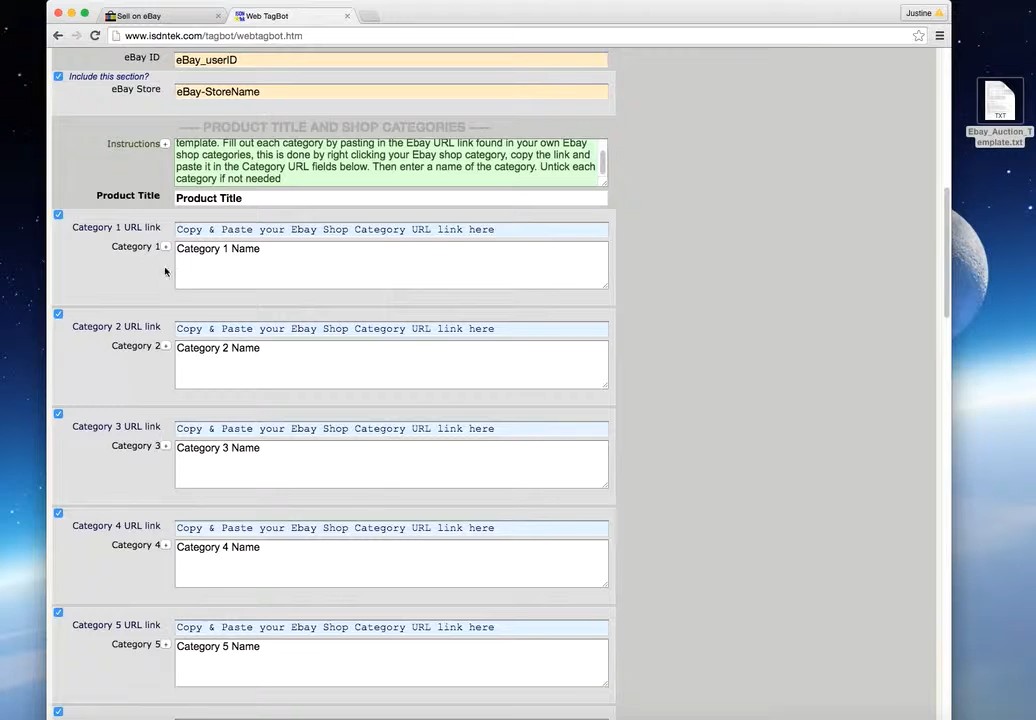 Sell on eBay
Web TagBot
Justine
www.isdntek.com/tagbot/webtagbot.htm
eBay ID
eBay_userID
Include this section?
eBay Store
eBay-StoreName
TXT
Ebay_Auction_T
emplate.txt
---- PRODUCT TITLE AND SHOP CATEGORIES ----
Instructions +
template. Fill out each category by pasting in the Ebay URL link found in your own Ebay
shop categories, this is done by right clicking your Ebay shop category, copy the link and
paste it in the Category URL fields below. Then enter a name of the category. Untick each
category if not needed
Product Title
Product Title
Category 1 URL link
Copy & Paste your Ebay Shop Category URL link here
Category 1 +
Category 1 Name
Category 2 URL link
Copy & Paste your Ebay Shop Category URL link here
Category 2 +
Category 2 Name
Category 3 URL link
Copy & Paste your Ebay Shop Category URL link here
Category 3 +
Category 3 Name
Category 4 URL link
Copy & Paste your Ebay Shop Category URL link here
Category 4 +
Category 4 Name
Category 5 URL link
Copy & Paste your Ebay Shop Category URL link here
Category 5 +
Category 5 Name